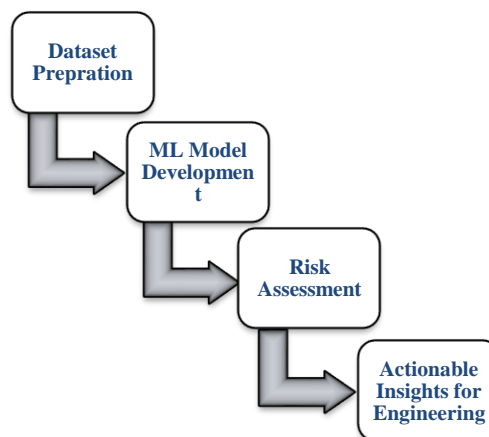 Dataset
Prepration
ML Model
Developmen
t
Risk
Assessment
Actionable
Insights for
Engineering